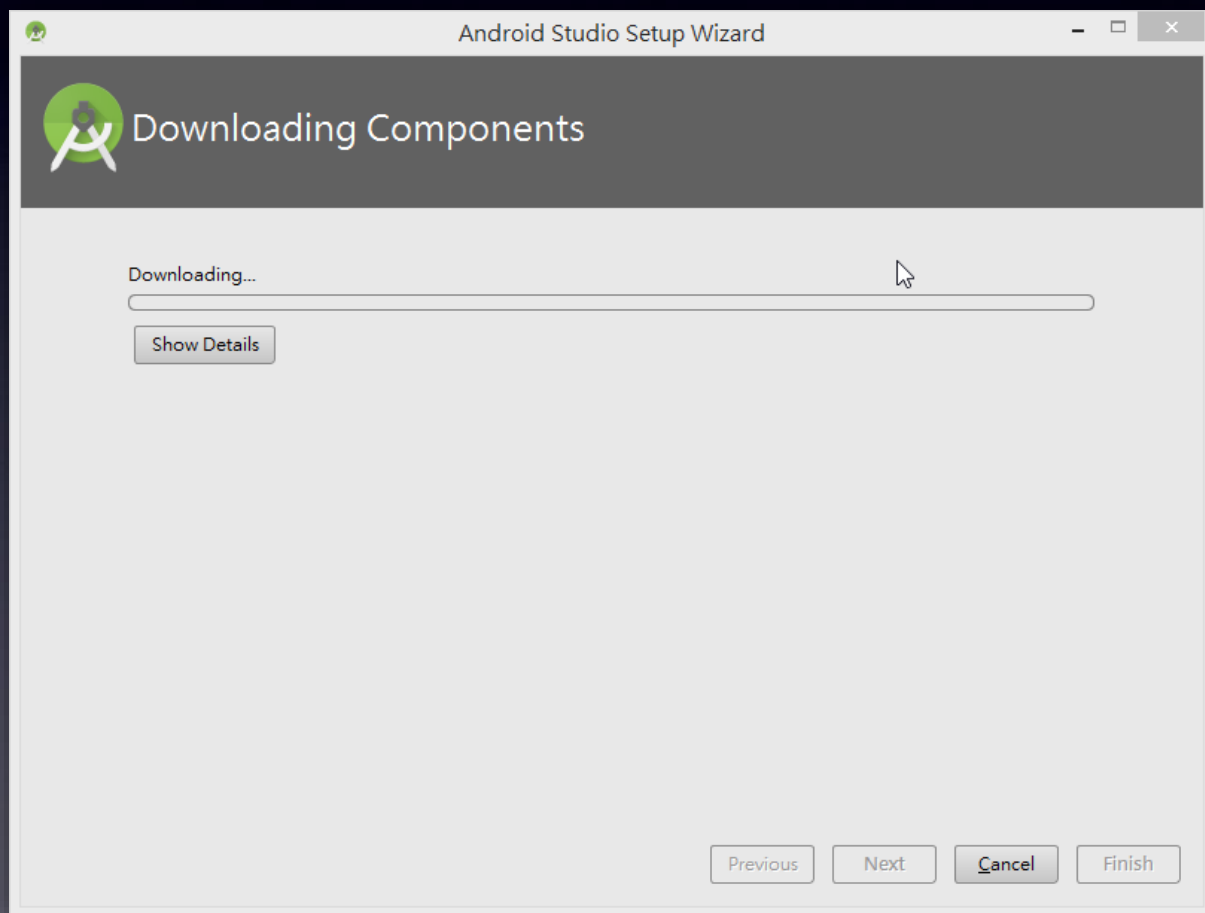 Android Studio Setup Wizard
Downloading Components
Downloading...
Show Details
Previous Next Cancel Finish